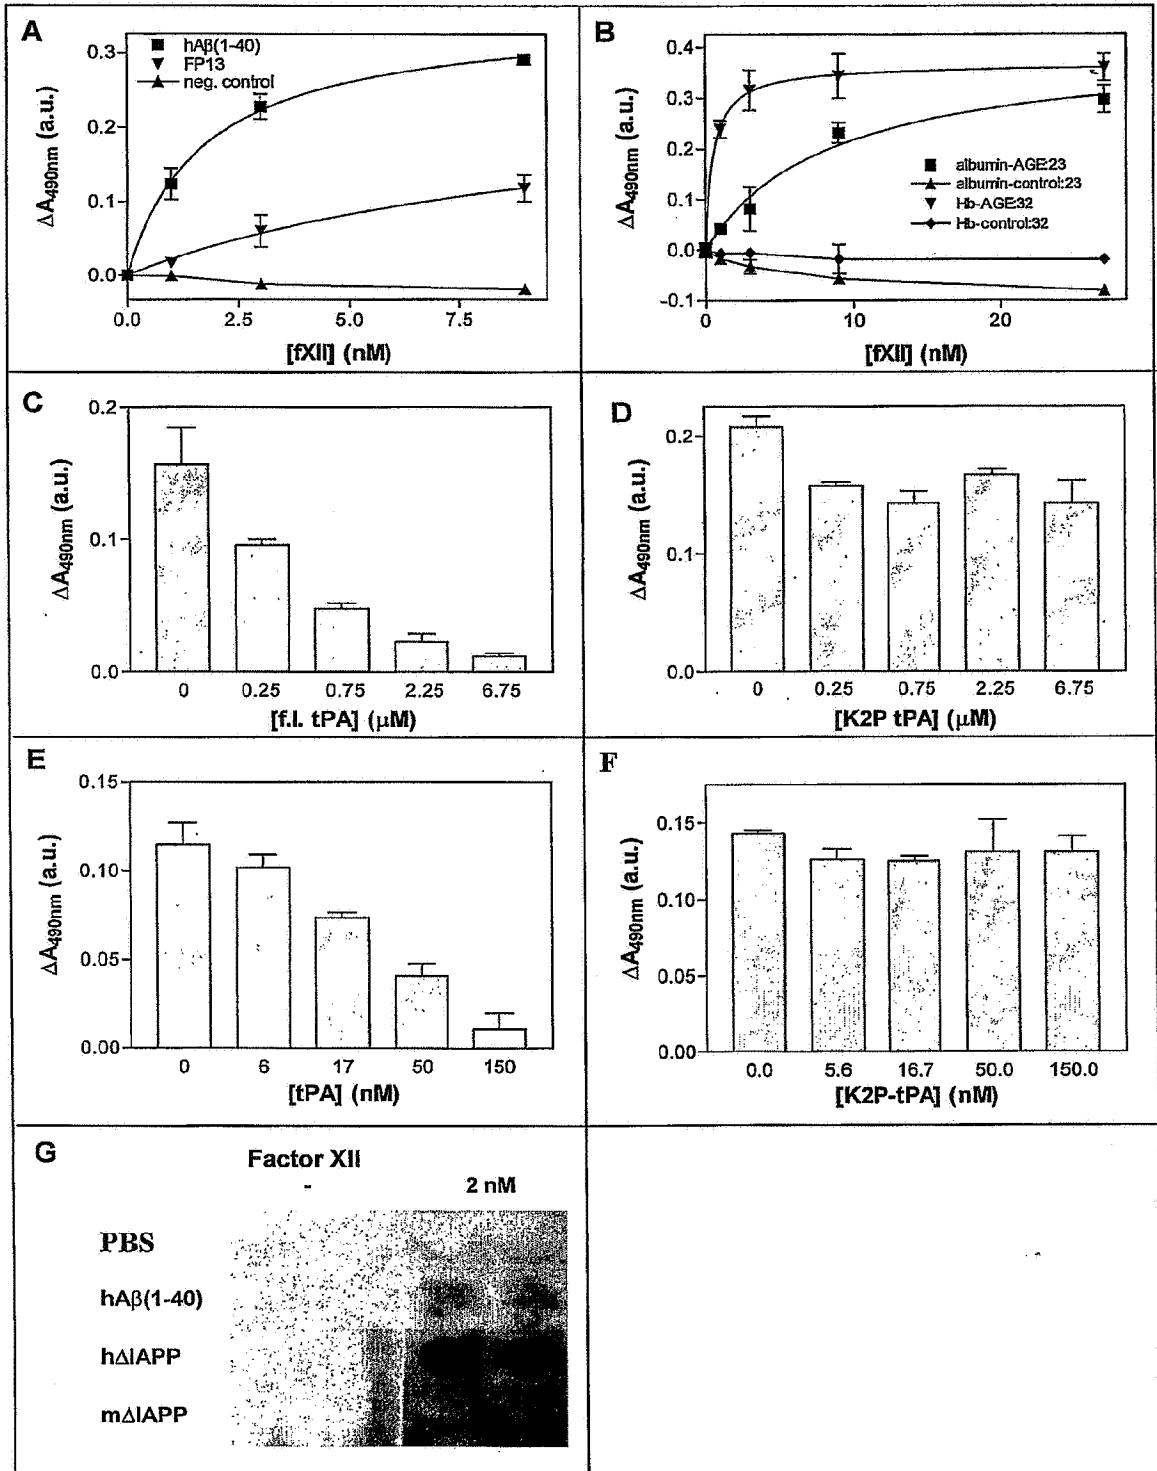 A
0.3
0.2
0.1
0.0
ΔA490nm (a.u.)
hAβ(1-40)
FP13
neg. control
0.0 2.5 5.0 7.5
[fXII] (nM)
B
0.4
0.3
0.2
0.1
0.0
-0.1
ΔA490nm (a.u.)
albumin-AGE:23
albumin-control:23
Hb-AGE:32
Hb-control:32
0 10 20
[fXII] (nM)
C
0.2
0.1
0.0
ΔA490nm (a.u.)
0 0.25 0.75 2.25 6.75
[f.l. tPA] (μM)
D
0.2
0.1
0.0
ΔA490nm (a.u.)
0 0.25 0.75 2.25 6.75
[K2P tPA] (μM)
E
0.15
0.10
0.05
0.00
ΔA490nm (a.u.)
0 6 17 50 150
[tPA] (nM)
F
0.15
0.10
0.05
0.00
ΔA490nm (a.u.)
0.0 5.6 16.7 50.0 150.0
[K2P-tPA] (nM)
G
Factor XII
- 2 nM
PBS
hAβ(1-40)
hΔIAPP
mΔIAPP